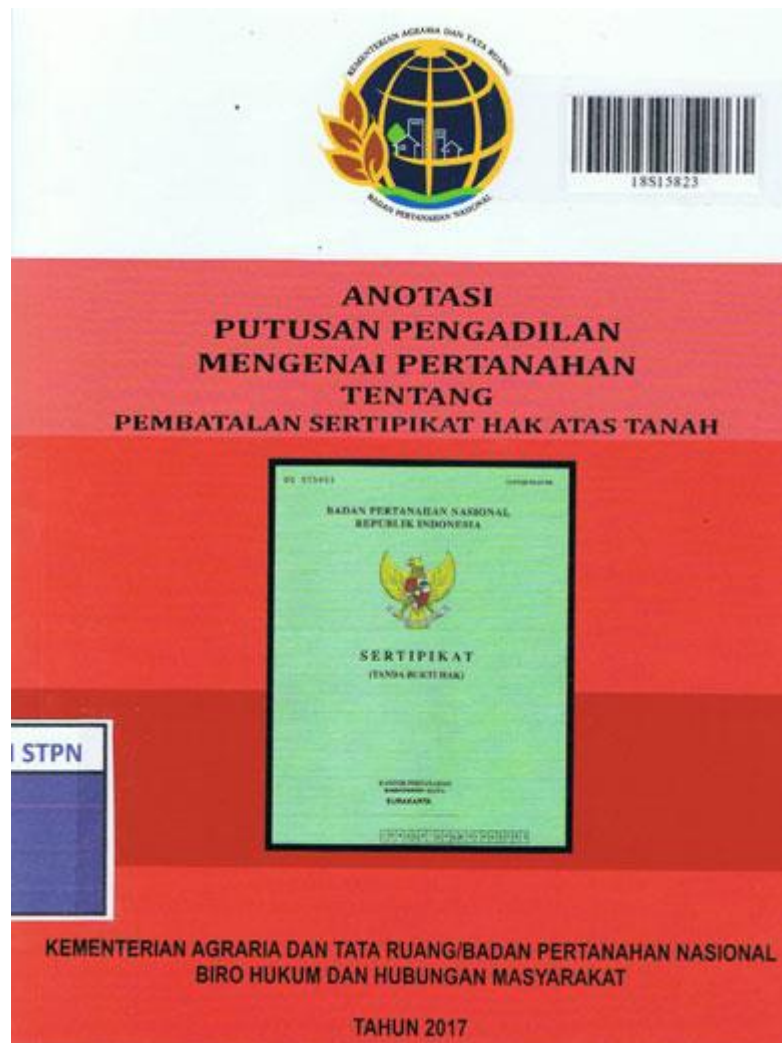 KEMENTERIAN AGRARIA DAN TATA RUANG
BADAN PERTANAHAN NASIONAL
18S15823
ANOTASI
PUTUSAN PENGADILAN
MENGENAI PERTANAHAN
TENTANG
PEMBATALAN SERTIPIKAT HAK ATAS TANAH
BADAN PERTANAHAN NASIONAL
REPUBLIK INDONESIA
SERTIPIKAT
(TANDA BUKTI HAK)
KANTOR PERTANAHAN
SURAKARTA
STPN
KEMENTERIAN AGRARIA DAN TATA RUANG/BADAN PERTANAHAN NASIONAL
BIRO HUKUM DAN HUBUNGAN MASYARAKAT
TAHUN 2017